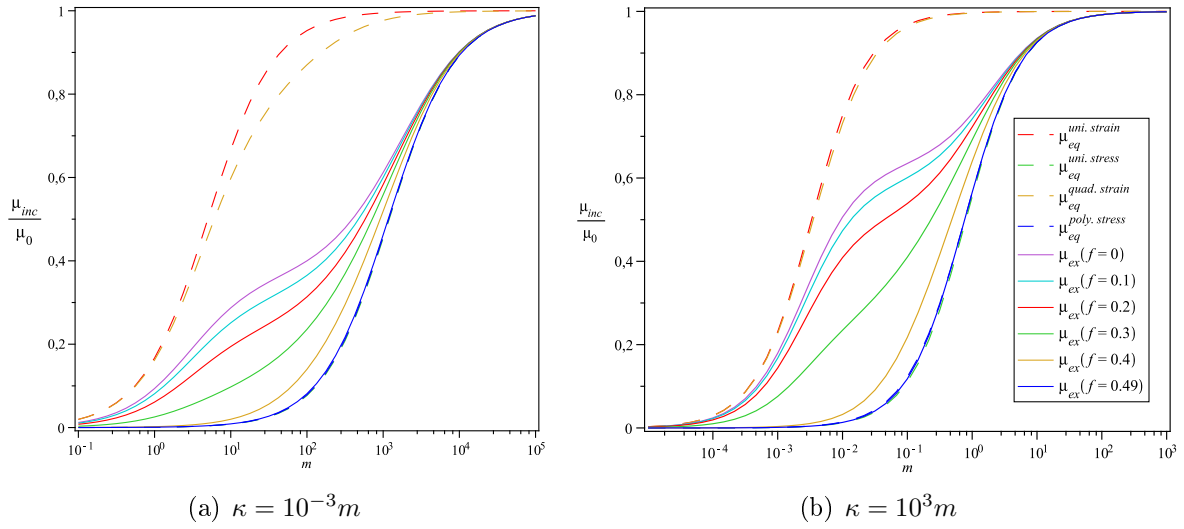 1
0,8
0,6
μ_inc
μ_0
0,4
0,2
0
10^-1 10^0 10^1 10^2 10^3 10^4 10^5
m
(a) κ = 10^-3 m
1
0,8
0,6
μ_inc
μ_0
0,4
0,2
0
10^-4 10^-3 10^-2 10^-1 10^0 10^1 10^2 10^3
m
μ_eq^uni. strain
μ_eq^uni. stress
μ_eq^quad. strain
μ_eq^poly. stress
μ_ex(f=0)
μ_ex(f=0.1)
μ_ex(f=0.2)
μ_ex(f=0.3)
μ_ex(f=0.4)
μ_ex(f=0.49)
(b) κ = 10^3 m